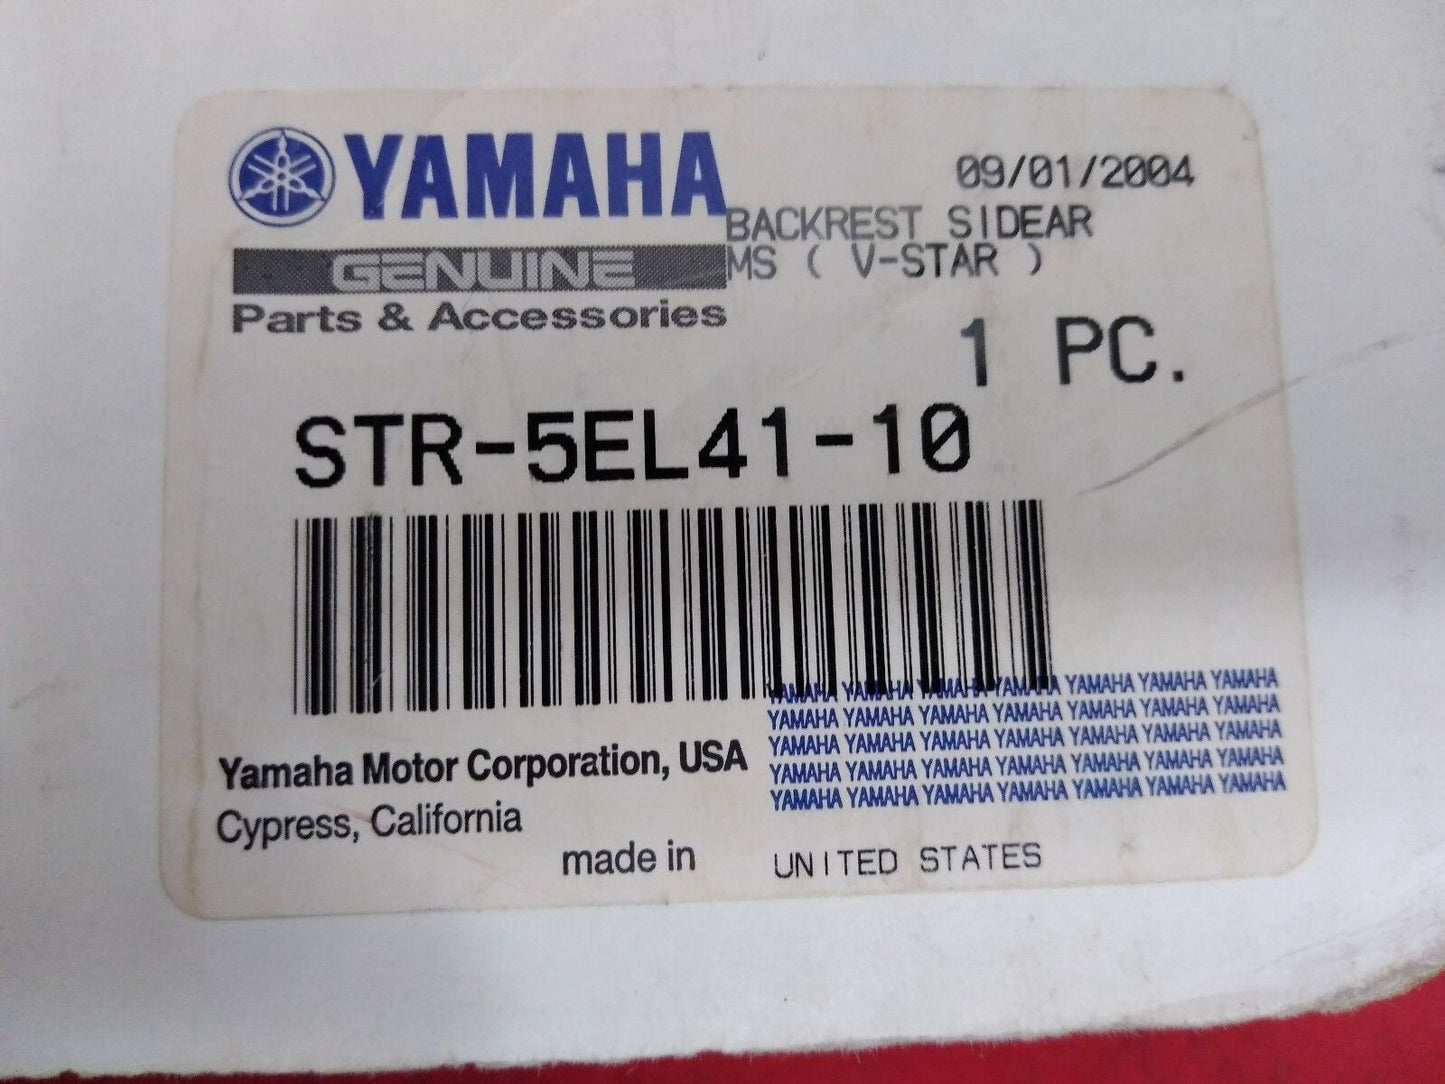 YAMAHA
09/01/2004
BACKREST SIDEAR
MS ( V-STAR )
GENUINE
Parts & Accessories
1 PC.
STR-5EL41-10
YAMAHA YAMAHA YAMAHA YAMAHA YAMAHA YAMAHA YAMAHA
YAMAHA YAMAHA YAMAHA YAMAHA YAMAHA YAMAHA YAMAHA
YAMAHA YAMAHA YAMAHA YAMAHA YAMAHA YAMAHA YAMAHA
YAMAHA YAMAHA YAMAHA YAMAHA YAMAHA YAMAHA YAMAHA
YAMAHA YAMAHA YAMAHA YAMAHA YAMAHA YAMAHA YAMAHA
Yamaha Motor Corporation, USA
Cypress, California
made in UNITED STATES